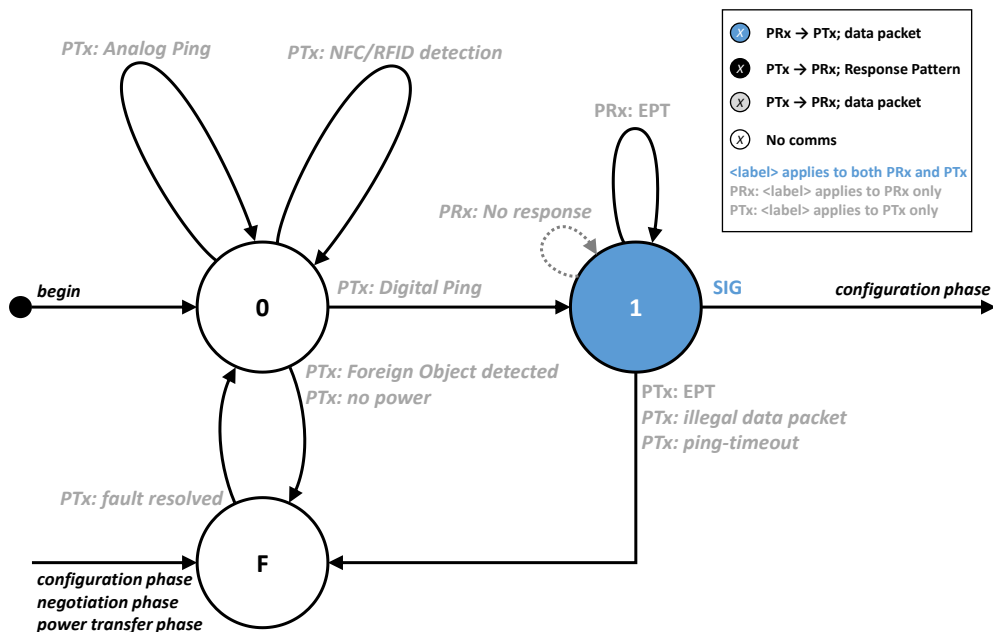 PTx: Analog Ping
PTx: NFC/RFID detection
X PRx → PTx; data packet
X PTx → PRx; Response Pattern
X PTx → PRx; data packet
X No comms
<label> applies to both PRx and PTx
PRx: <label> applies to PRx only
PTx: <label> applies to PTx only
PRx: EPT
PRx: No response
begin
0
PTx: Digital Ping
1
SIG
configuration phase
PTx: Foreign Object detected
PTx: no power
PTx: EPT
PTx: illegal data packet
PTx: ping-timeout
PTx: fault resolved
F
configuration phase
negotiation phase
power transfer phase